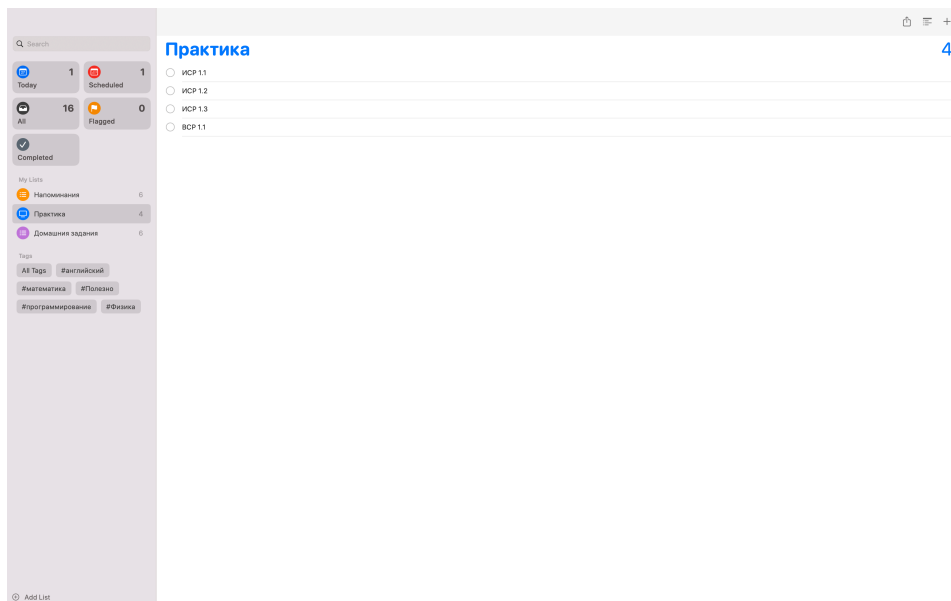 Search
1
Today
1
Scheduled
16
All
0
Flagged
Completed
My Lists
Напоминания 6
Практика 4
Домашния задания 6
Tags
All Tags #английский
#математика #Полезно
#программирование #Физика
Add List
Практика 4
ИСР 1.1
ИСР 1.2
ИСР 1.3
ВСР 1.1